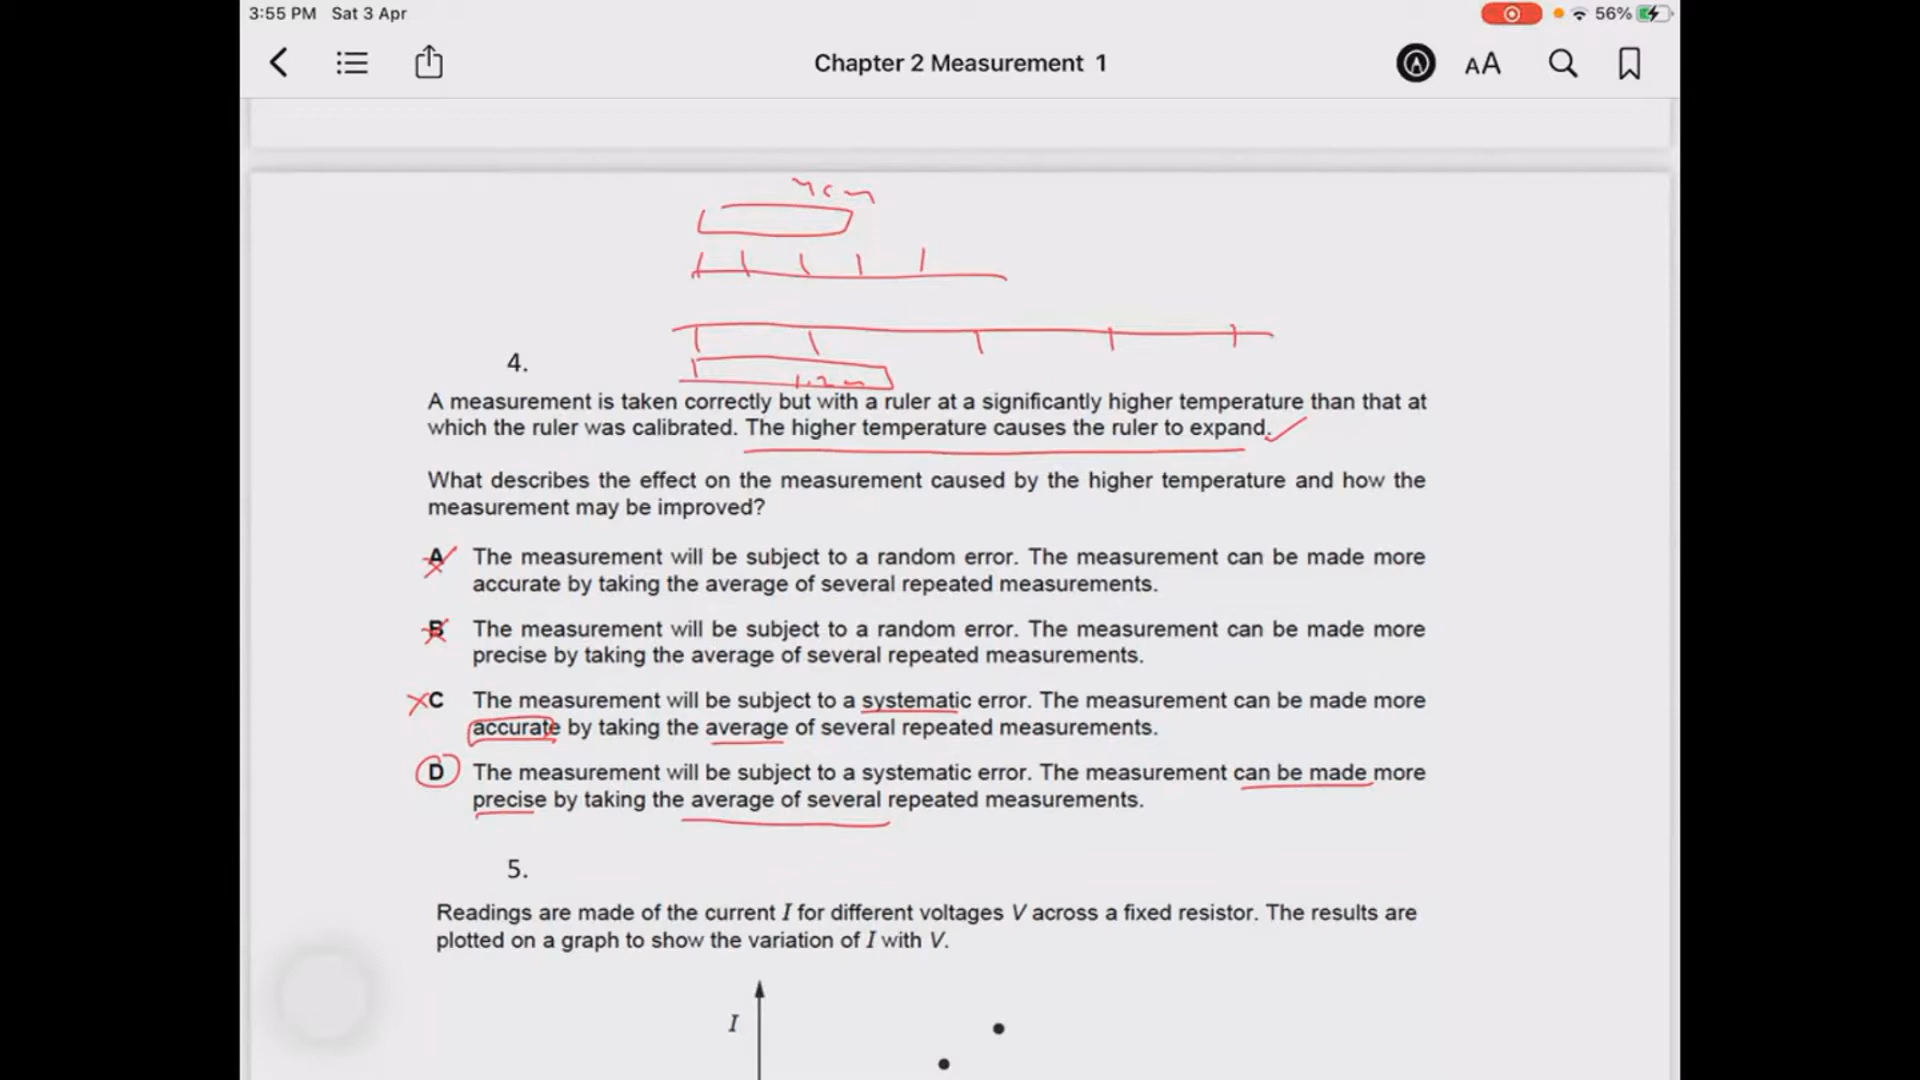 3:55 PM Sat 3 Apr
56%
Chapter 2 Measurement 1
AA
4.
A measurement is taken correctly but with a ruler at a significantly higher temperature than that at
which the ruler was calibrated. The higher temperature causes the ruler to expand.
What describes the effect on the measurement caused by the higher temperature and how the
measurement may be improved?
A The measurement will be subject to a random error. The measurement can be made more
accurate by taking the average of several repeated measurements.
B The measurement will be subject to a random error. The measurement can be made more
precise by taking the average of several repeated measurements.
C The measurement will be subject to a systematic error. The measurement can be made more
accurate by taking the average of several repeated measurements.
D The measurement will be subject to a systematic error. The measurement can be made more
precise by taking the average of several repeated measurements.
5.
Readings are made of the current I for different voltages V across a fixed resistor. The results are
plotted on a graph to show the variation of I with V.
I